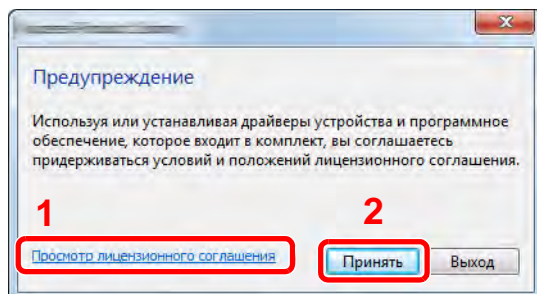 Предупреждение
Используя или устанавливая драйверы устройства и программное
обеспечение, которое входит в комплект, вы соглашаетесь
придерживаться условий и положений лицензионного соглашения.
1
2
Просмотр лицензионного соглашения
Принять
Выход